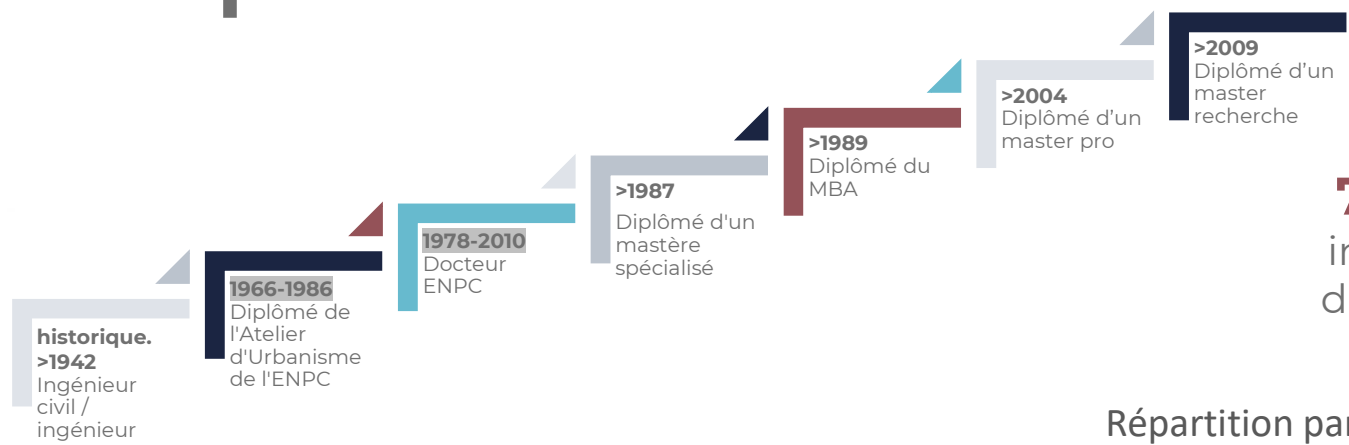 historique.
>1942
Ingénieur
civil /
ingénieur
1966-1986
Diplômé de
l'Atelier
d'Urbanisme
de l'ENPC
1978-2010
Docteur
ENPC
>1987
Diplômé d'un
mastère
spécialisé
>1989
Diplômé du
MBA
>2004
Diplômé d’un
master pro
>2009
Diplômé d’un
master
recherche
Répartition